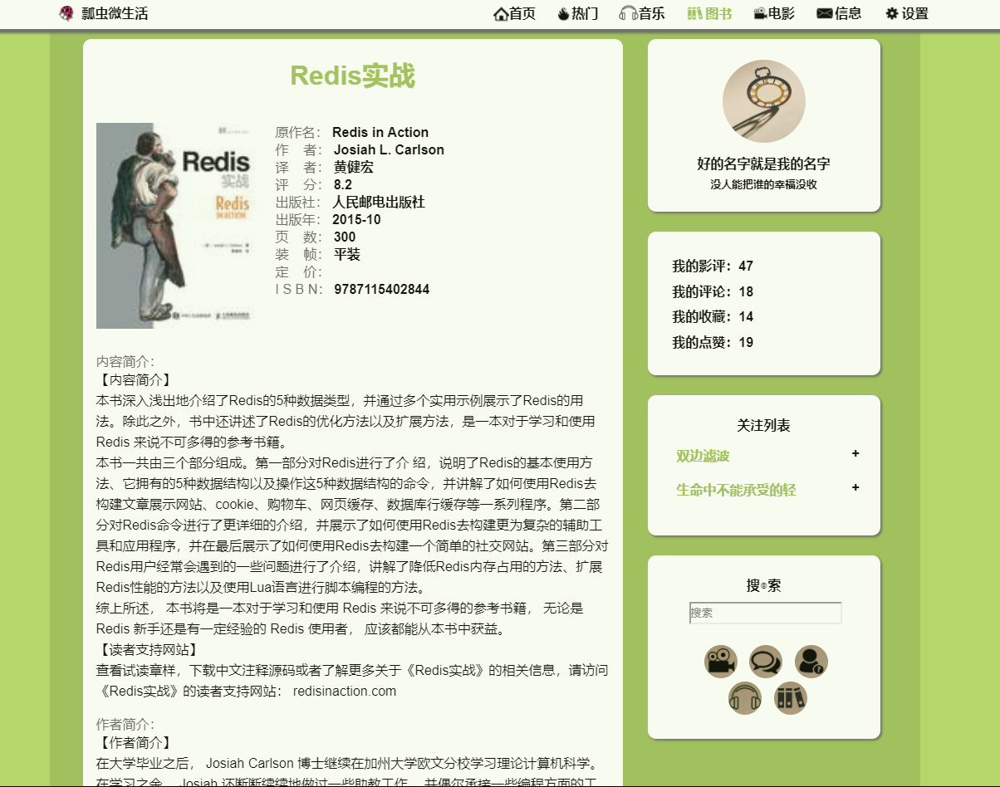 瓢虫微生活
首页 热门 音乐 图书 电影 信息 设置
Redis实战
Redis
实战
Redis
IN ACTION
原作名： Redis in Action
作 者： Josiah L. Carlson
译 者： 黄健宏
评 分： 8.2
出版社： 人民邮电出版社
出版年： 2015-10
页 数： 300
装 帧： 平装
定 价：
I S B N： 9787115402844
内容简介：
【内容简介】
本书深入浅出地介绍了Redis的5种数据类型，并通过多个实用示例展示了Redis的用
法。除此之外，书中还讲述了Redis的优化方法以及扩展方法，是一本对于学习和使用
Redis 来说不可多得的参考书籍。
本书一共由三个部分组成。第一部分对Redis进行了介 绍，说明了Redis的基本使用方
法、它拥有的5种数据结构以及操作这5种数据结构的命令，并讲解了如何使用Redis去
构建文章展示网站、cookie、购物车、网页缓存、数据库行缓存等一系列程序。第二部
分对Redis命令进行了更详细的介绍，并展示了如何使用Redis去构建更为复杂的辅助工
具和应用程序，并在最后展示了如何使用Redis去构建一个简单的社交网站。第三部分对
Redis用户经常会遇到的一些问题进行了介绍，讲解了降低Redis内存占用的方法、扩展
Redis性能的方法以及使用Lua语言进行脚本编程的方法。
综上所述， 本书将是一本对于学习和使用 Redis 来说不可多得的参考书籍， 无论是
Redis 新手还是有一定经验的 Redis 使用者， 应该都能从本书中获益。
【读者支持网站】
查看试读章样，下载中文注释源码或者了解更多关于《Redis实战》的相关信息，请访问
《Redis实战》的读者支持网站： redisinaction.com
作者简介：
【作者简介】
在大学毕业之后， Josiah Carlson 博士继续在加州大学欧文分校学习理论计算机科学。
在学习之余， Josiah 还断断续续地做过一些助教工作， 并偶尔承接一些编程方面的工
好的名字就是我的名字
没人能把谁的幸福没收
我的影评：47
我的评论：18
我的收藏：14
我的点赞：19
关注列表
双边滤波 +
生命中不能承受的轻 +
搜◎索
搜索